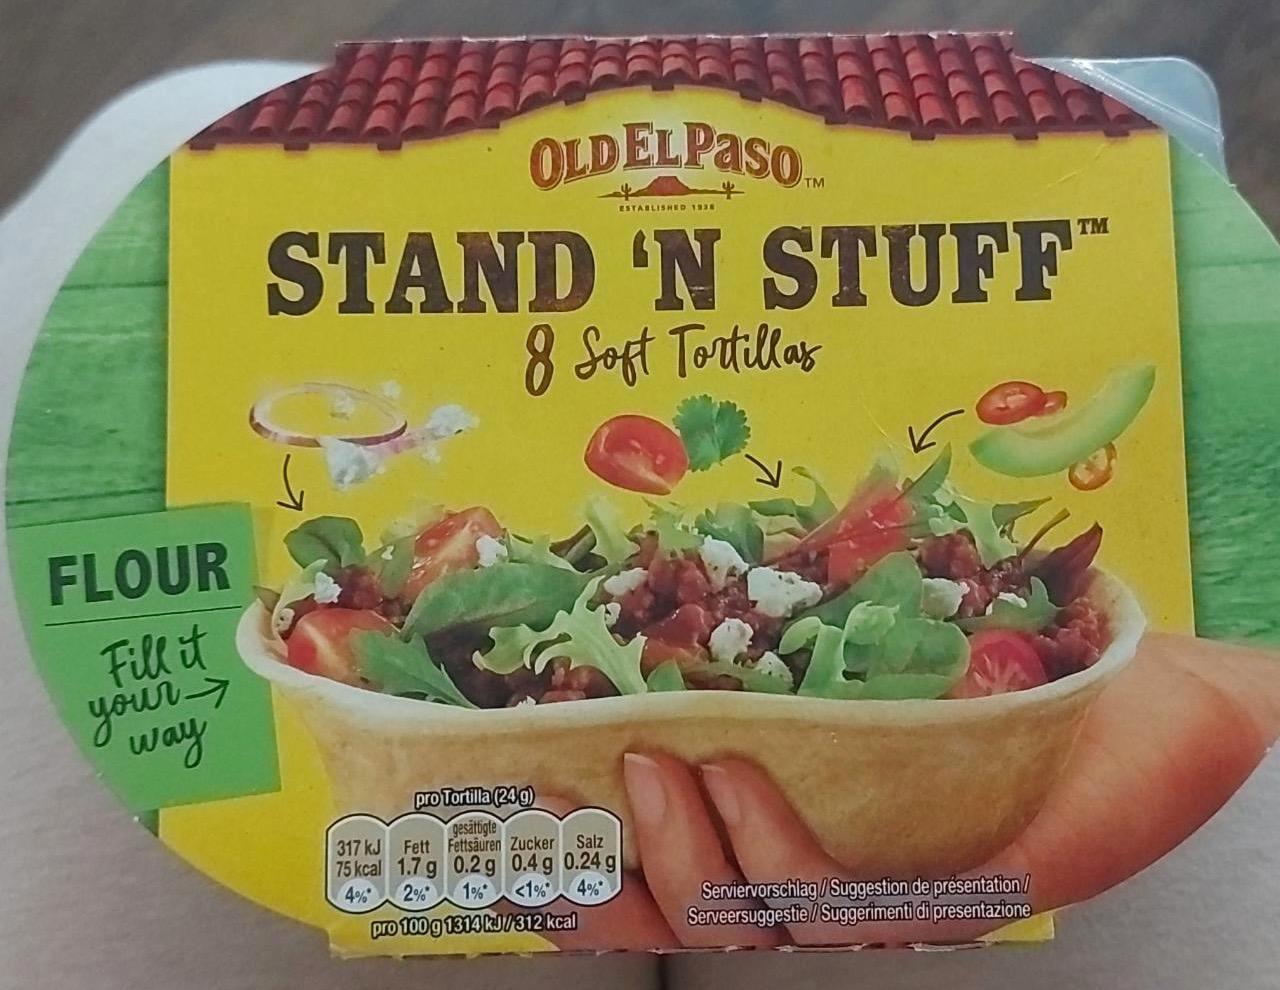 OLD EL PASO™
ESTABLISHED 1938
STAND 'N STUFF™
8 Soft Tortillas
FLOUR
Fill it
your
way
pro Tortilla (24 g)
317 kJ
75 kcal
4%*
Fett
1.7 g
2%*
gesättigte
Fettsäuren
0.2 g
1%*
Zucker
0.4 g
<1%*
Salz
0.24 g
4%*
pro 100 g 1314 kJ / 312 kcal
Serviervorschlag / Suggestion de présentation /
Serveersuggestie / Suggerimenti di presentazione